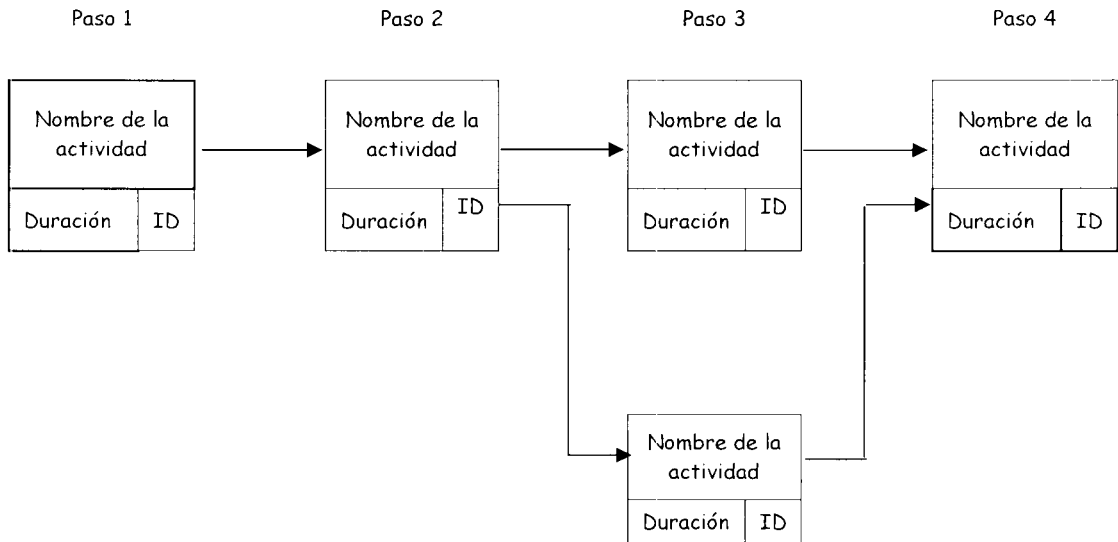 Paso 1
Paso 2
Paso 3
Paso 4
Nombre de la
actividad
Duración
ID
Nombre de la
actividad
Duración
ID
Nombre de la
actividad
Duración
ID
Nombre de la
actividad
Duración
ID
Nombre de la
actividad
Duración
ID